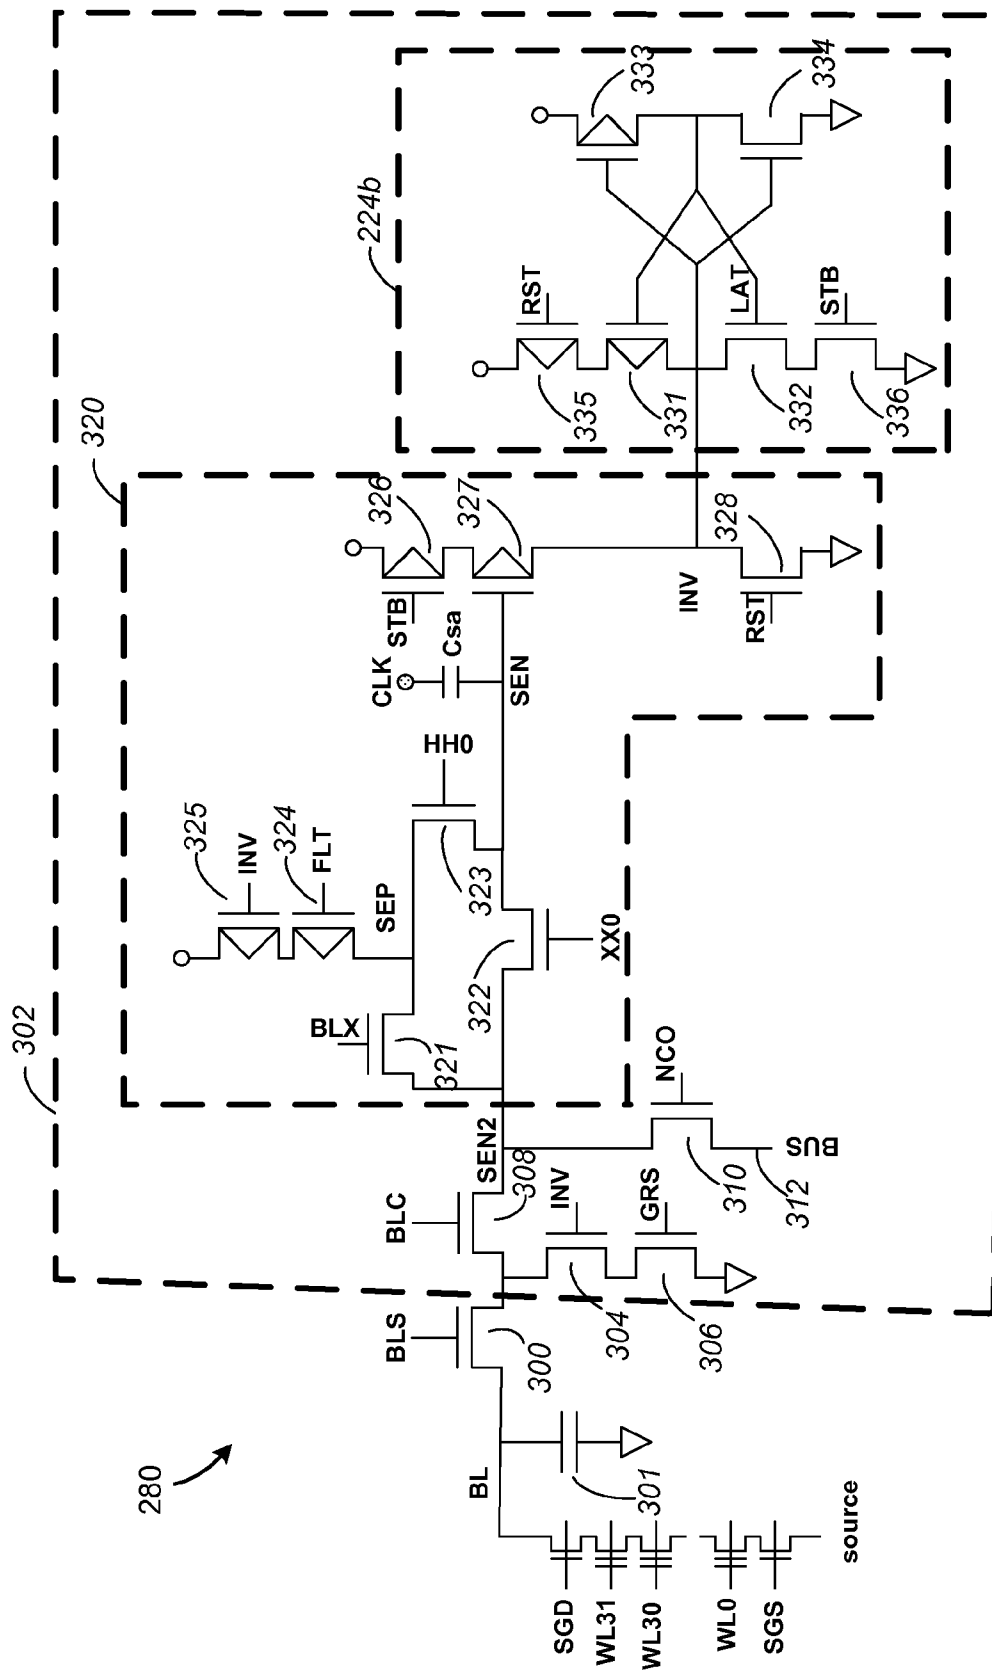 302
320
224b
333
334
RST
335
331
LAT
332
STB
336
326
327
STB
CLK
Csa
SEN
INV
328
RST
HH0
325
INV
324
FLT
SEP
323
322
XX0
BLX
321
SEN2
308
BLC
NCO
310
BUS
312
INV
GRS
304
306
BLS
300
280
BL
301
SGD
WL31
WL30
WL0
SGS
source